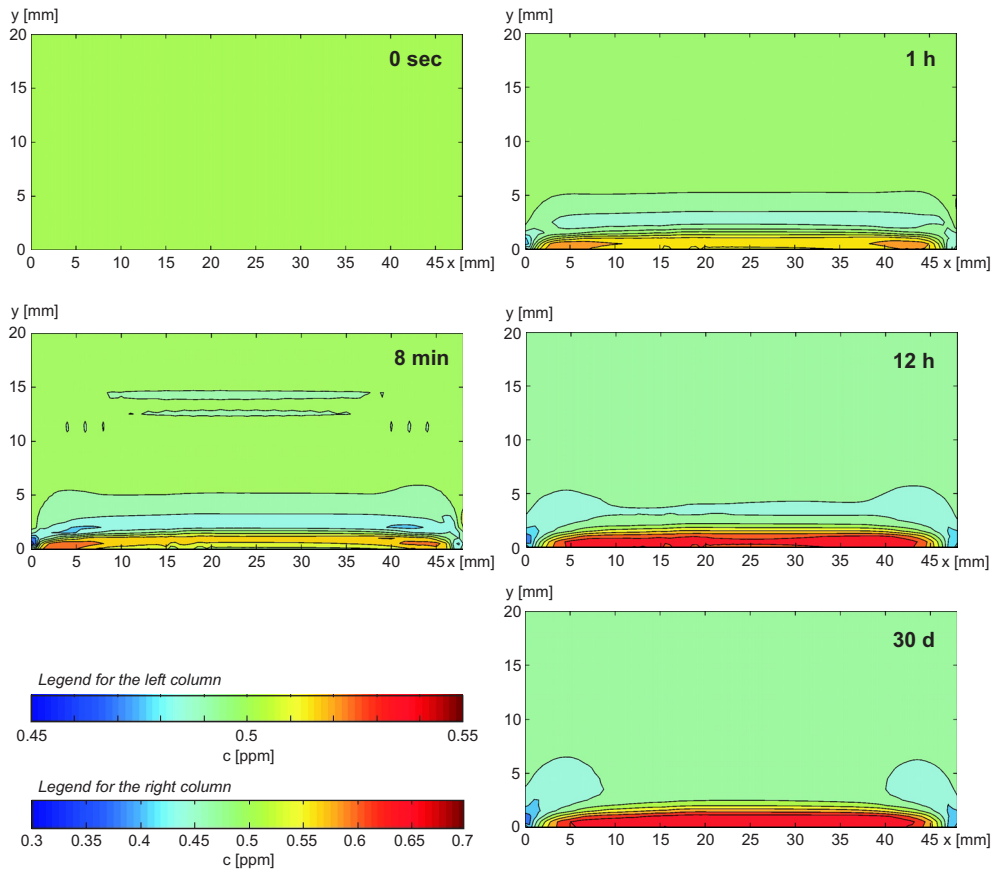 y [mm]
20
15
10
5
0
0 sec
0 5 10 15 20 25 30 35 40 45 x [mm]
y [mm]
20
15
10
5
0
1 h
0 5 10 15 20 25 30 35 40 45 x [mm]
y [mm]
20
15
10
5
0
8 min
0 5 10 15 20 25 30 35 40 45 x [mm]
y [mm]
20
15
10
5
0
12 h
0 5 10 15 20 25 30 35 40 45 x [mm]
y [mm]
20
15
10
5
0
30 d
0 5 10 15 20 25 30 35 40 45 x [mm]
Legend for the left column
0.45 0.5 0.55
c [ppm]
Legend for the right column
0.3 0.35 0.4 0.45 0.5 0.55 0.6 0.65 0.7
c [ppm]